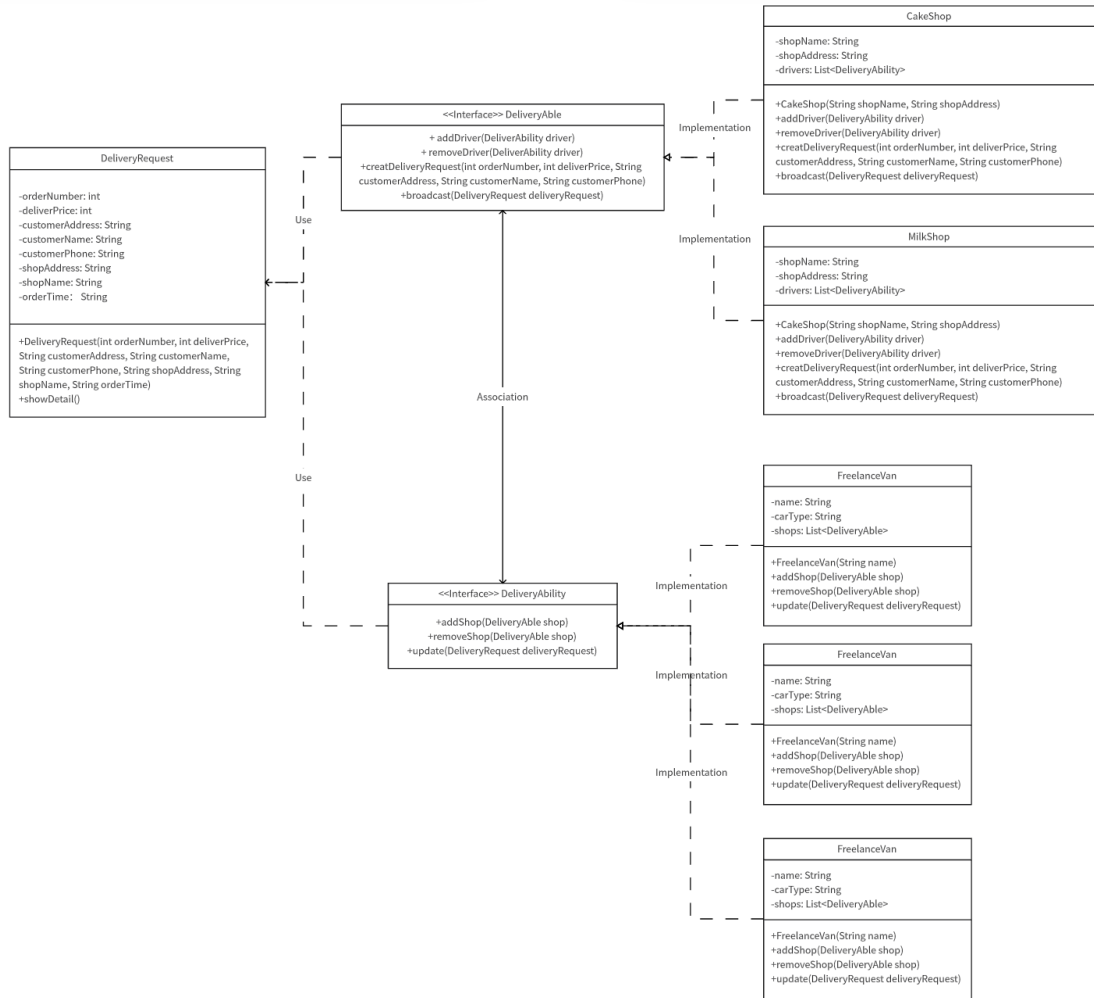 DeliveryRequest
-orderNumber: int
-deliverPrice: int
-customerAddress: String
-customerName: String
-customerPhone: String
-shopAddress: String
-shopName: String
-orderTime： String
+DeliveryRequest(int orderNumber, int deliverPrice,
String customerAddress, String customerName,
String customerPhone, String shopAddress, String
shopName, String orderTime)
+showDetail()
Use
Use
<<Interface>> DeliveryAble
+ addDriver(DeliverAbility driver)
+ removeDriver(DeliverAbility driver)
+creatDeliveryRequest(int orderNumber, int deliverPrice, String
customerAddress, String customerName, String customerPhone)
+broadcast(DeliveryRequest deliveryRequest)
Association
<<Interface>> DeliveryAbility
+addShop(DeliveryAble shop)
+removeShop(DeliveryAble shop)
+update(DeliveryRequest deliveryRequest)
Implementation
Implementation
CakeShop
-shopName: String
-shopAddress: String
-drivers: List<DeliveryAbility>
+CakeShop(String shopName, String shopAddress)
+addDriver(DeliveryAbility driver)
+removeDriver(DeliveryAbility driver)
+creatDeliveryRequest(int orderNumber, int deliverPrice, String
customerAddress, String customerName, String customerPhone)
+broadcast(DeliveryRequest deliveryRequest)
MilkShop
-shopName: String
-shopAddress: String
-drivers: List<DeliveryAbility>
+CakeShop(String shopName, String shopAddress)
+addDriver(DeliveryAbility driver)
+removeDriver(DeliveryAbility driver)
+creatDeliveryRequest(int orderNumber, int deliverPrice, String
customerAddress, String customerName, String customerPhone)
+broadcast(DeliveryRequest deliveryRequest)
Implementation
Implementation
Implementation
FreelanceVan
-name: String
-carType: String
-shops: List<DeliveryAble>
+FreelanceVan(String name)
+addShop(DeliveryAble shop)
+removeShop(DeliveryAble shop)
+update(DeliveryRequest deliveryRequest)
FreelanceVan
-name: String
-carType: String
-shops: List<DeliveryAble>
+FreelanceVan(String name)
+addShop(DeliveryAble shop)
+removeShop(DeliveryAble shop)
+update(DeliveryRequest deliveryRequest)
FreelanceVan
-name: String
-carType: String
-shops: List<DeliveryAble>
+FreelanceVan(String name)
+addShop(DeliveryAble shop)
+removeShop(DeliveryAble shop)
+update(DeliveryRequest deliveryRequest)